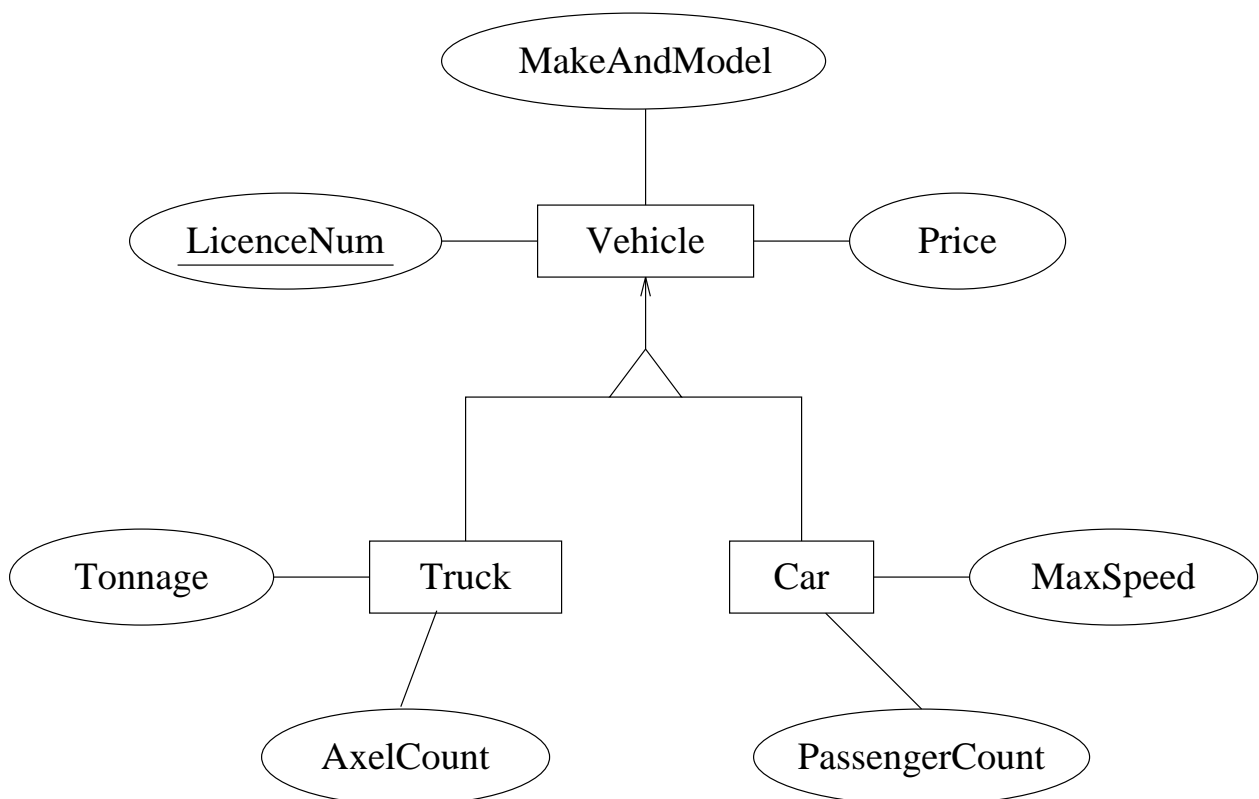 MakeAndModel
LicenceNum
Vehicle
Price
Tonnage
Truck
Car
MaxSpeed
AxelCount
PassengerCount